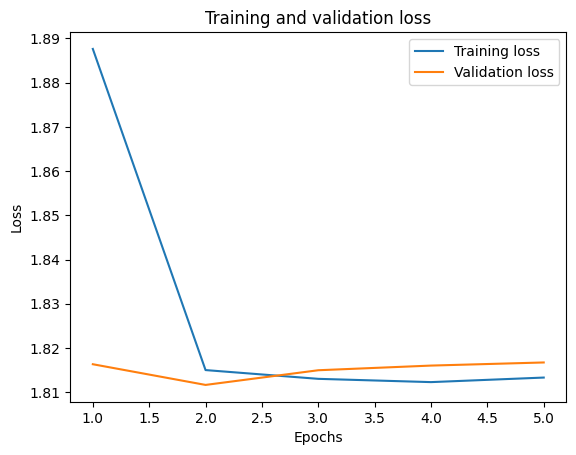 Training and validation loss
Training loss
Validation loss
Loss
1.89
1.88
1.87
1.86
1.85
1.84
1.83
1.82
1.81
1.0 1.5 2.0 2.5 3.0 3.5 4.0 4.5 5.0
Epochs